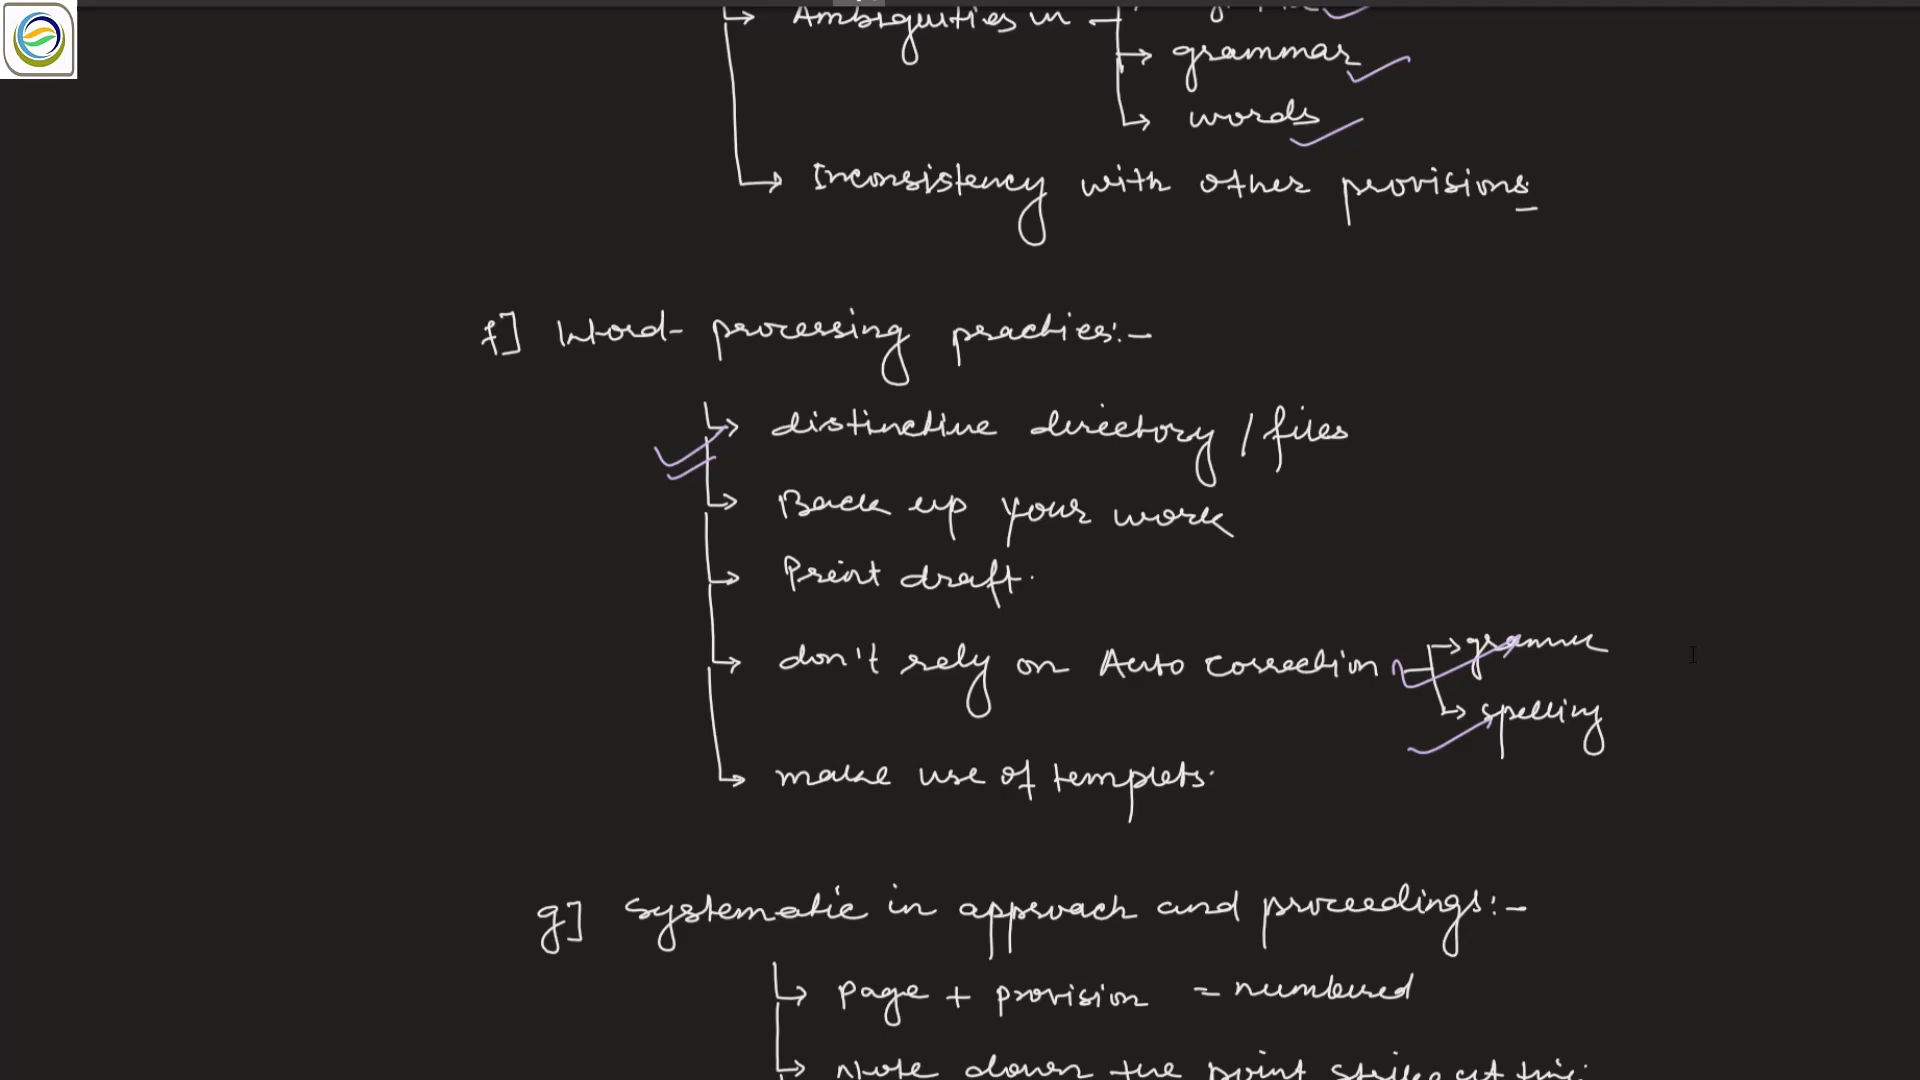 Ambiguities in
grammar
words
Inconsistency with other provisions
f] Word-processing practies:-
distinctive directory / files
Back up your work
Print draft.
don't rely on Auto correction
grammer
spelling
make use of templets.
g] systematic in approach and proceedings:-
page + provision = numbered
Note down the point